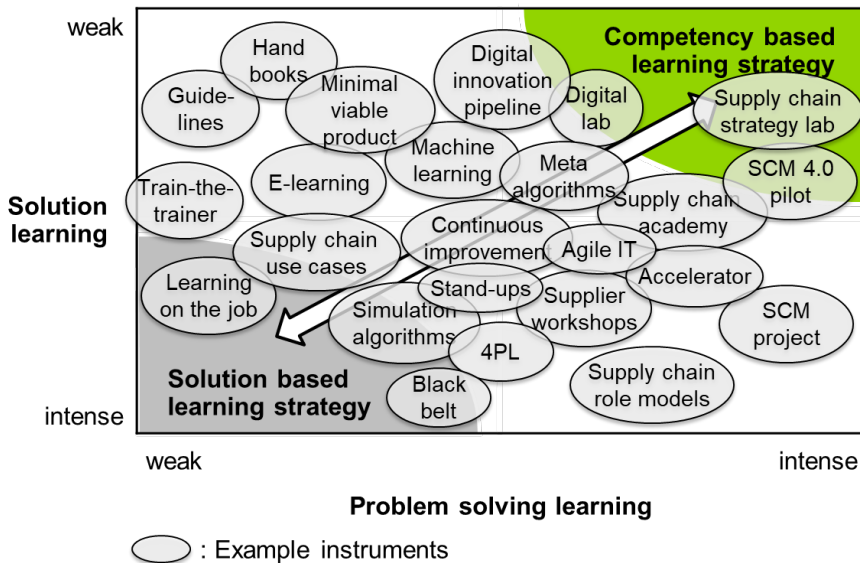 weak
Solution
learning
intense
Hand
books
Guide-
lines
Minimal
viable
product
Digital
innovation
pipeline
Competency based
learning strategy
Digital
lab
Supply chain
strategy lab
Machine
learning
Meta
algorithms
SCM 4.0
pilot
Train-the-
trainer
E-learning
Supply chain
academy
Supply chain
use cases
Continuous
improvement
Agile IT
Accelerator
Learning
on the job
Simulation
algorithms
Stand-ups
Supplier
workshops
SCM
project
4PL
Solution based
learning strategy
Black
belt
Supply chain
role models
weak
intense
Problem solving learning
: Example instruments